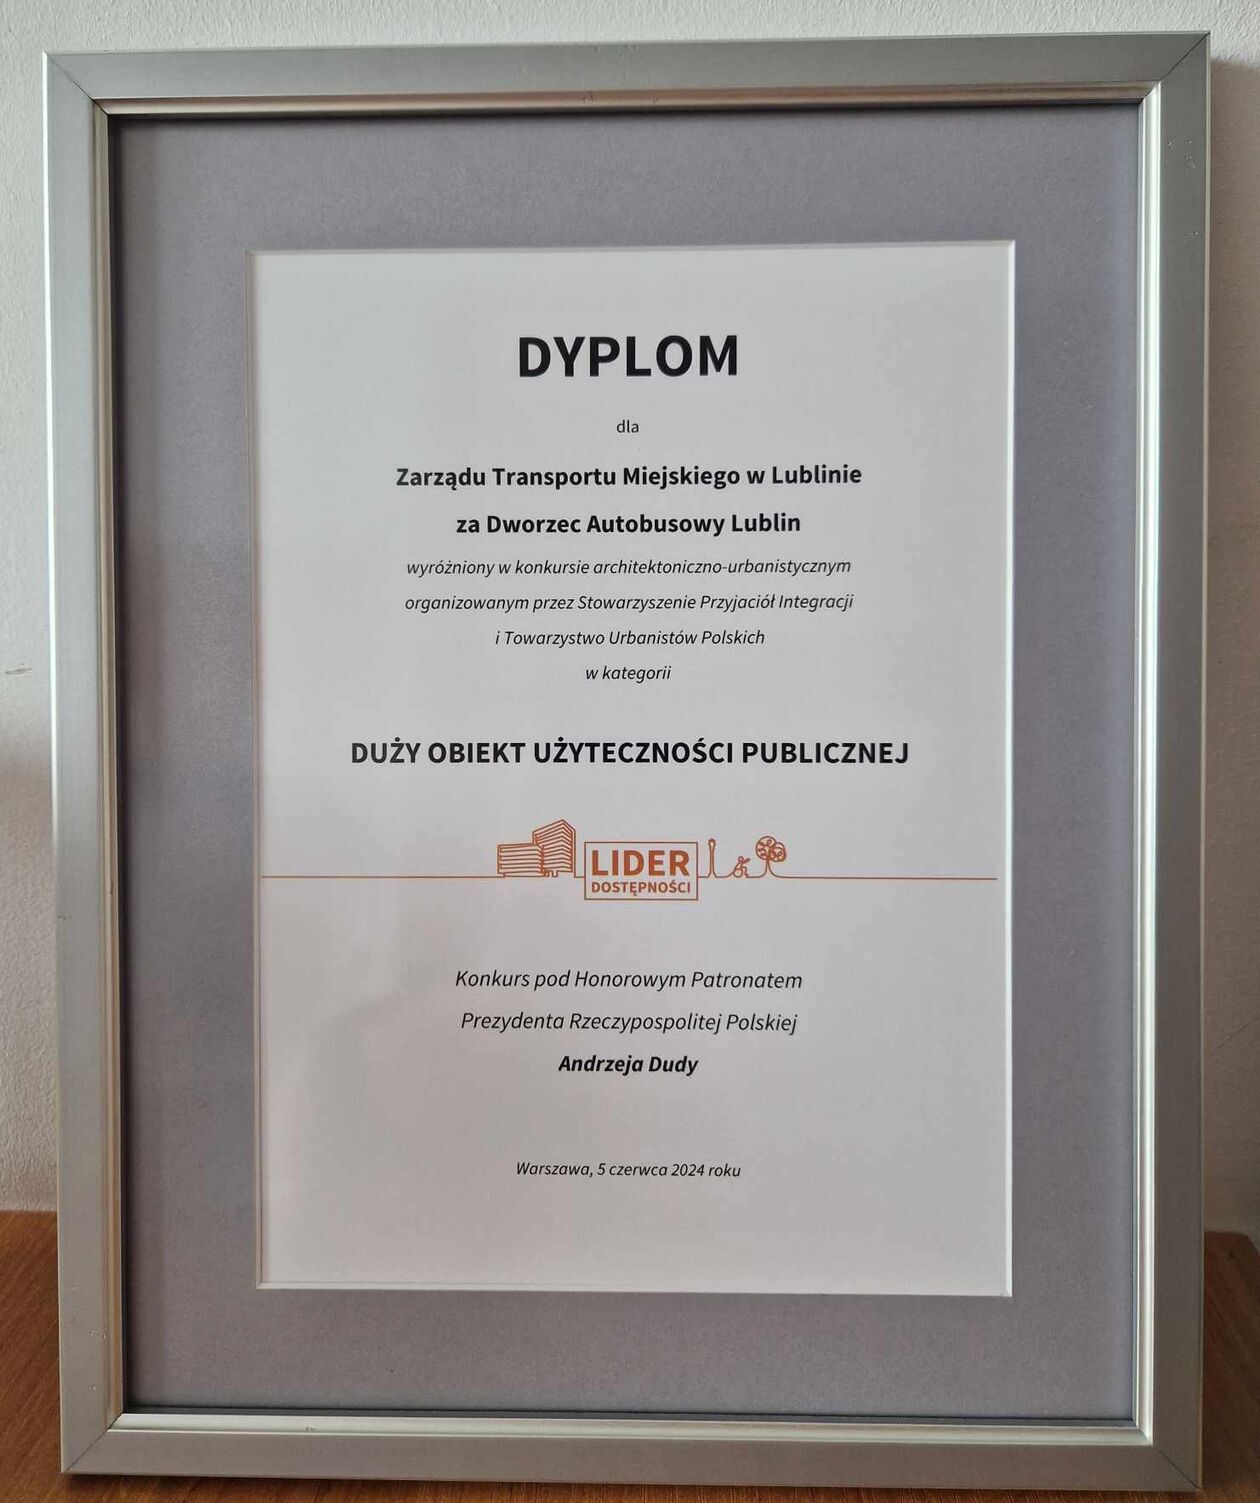 DYPLOM
dla
Zarządu Transportu Miejskiego w Lublinie
za Dworzec Autobusowy Lublin
wyróżniony w konkursie architektoniczno-urbanistycznym
organizowanym przez Stowarzyszenie Przyjaciół Integracji
i Towarzystwo Urbanistów Polskich
w kategorii
DUŻY OBIEKT UŻYTECZNOŚCI PUBLICZNEJ
LIDER
DOSTĘPNOŚCI
Konkurs pod Honorowym Patronatem
Prezydenta Rzeczypospolitej Polskiej
Andrzeja Dudy
Warszawa, 5 czerwca 2024 roku